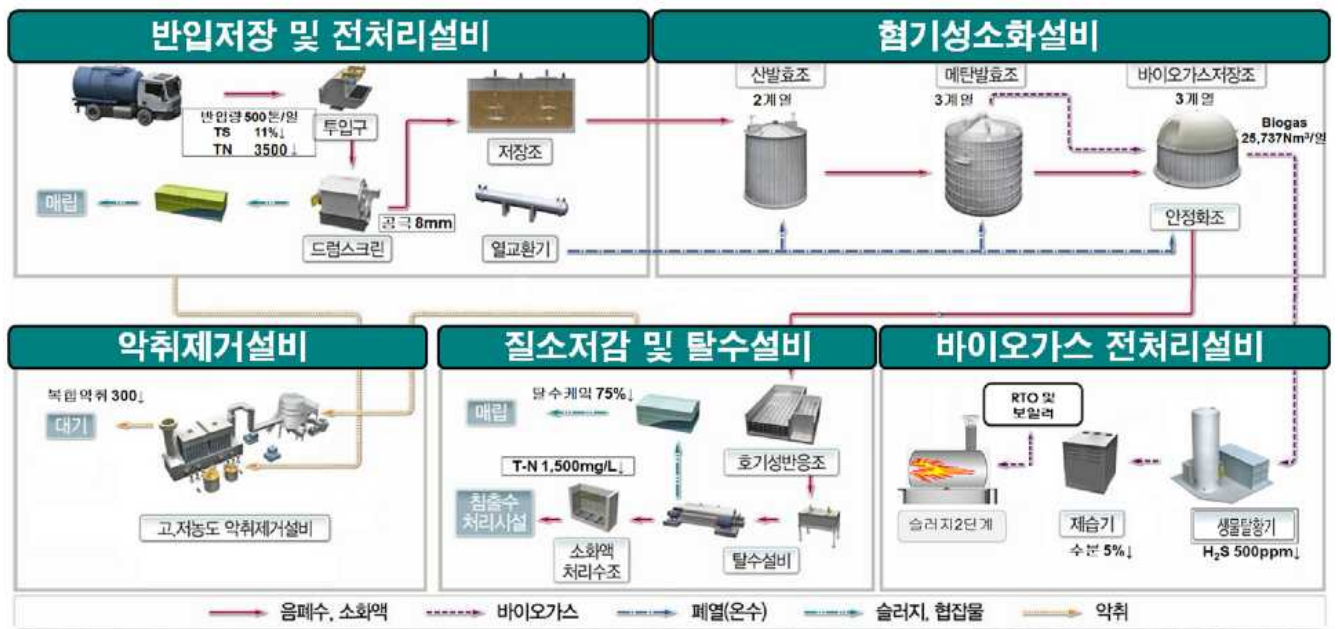 반입저장 및 전처리설비
반입량 500톤/일
TS 11%↓
TN 3500↓
투입구
저장조
매립
드럼스크린
공극 8mm
열교환기
혐기성소화설비
산발효조
2계열
메탄발효조
3계열
바이오가스저장조
3계열
Biogas
25,737Nm³/일
안정화조
악취제거설비
복합악취 300↓
대기
고,저농도 악취제거설비
질소저감 및 탈수설비
탈수케익 75%↓
매립
호기성반응조
T-N 1,500mg/L↓
침출수
처리시설
소화액
처리수조
탈수설비
바이오가스 전처리설비
RTO 및
보일러
슬러지2단계
제습기
수분 5%↓
생물탈황기
H₂S 500ppm↓
음폐수, 소화액
바이오가스
폐열(온수)
슬러지, 협잡물
악취